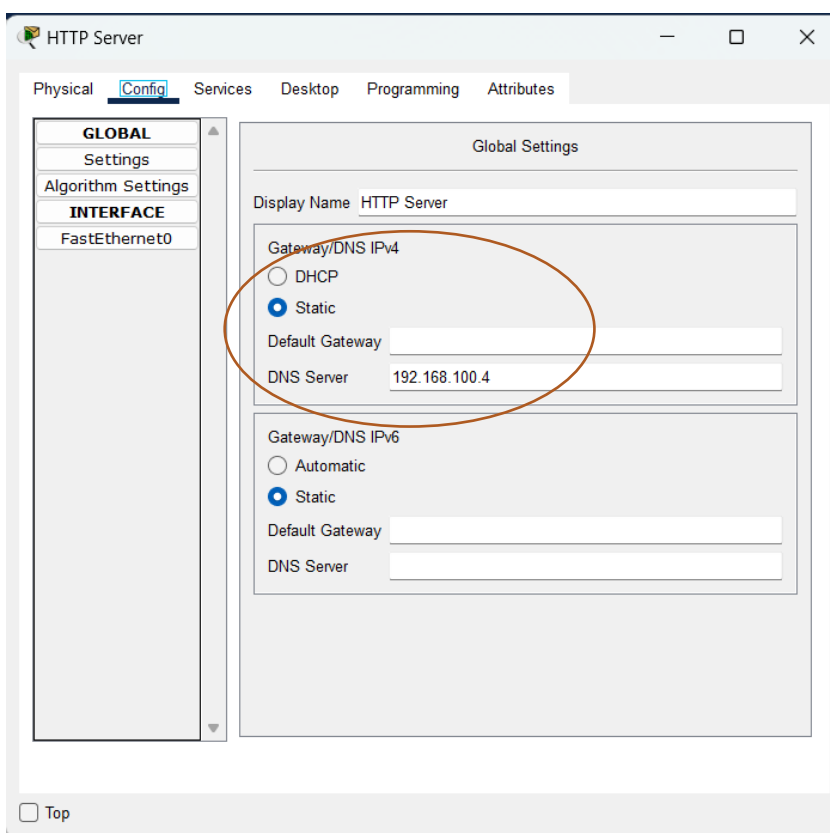 HTTP Server
Physical Config Services Desktop Programming Attributes
GLOBAL
Settings
Algorithm Settings
INTERFACE
FastEthernet0
Global Settings
Display Name HTTP Server
Gateway/DNS IPv4
DHCP
Static
Default Gateway
DNS Server 192.168.100.4
Gateway/DNS IPv6
Automatic
Static
Default Gateway
DNS Server
Top